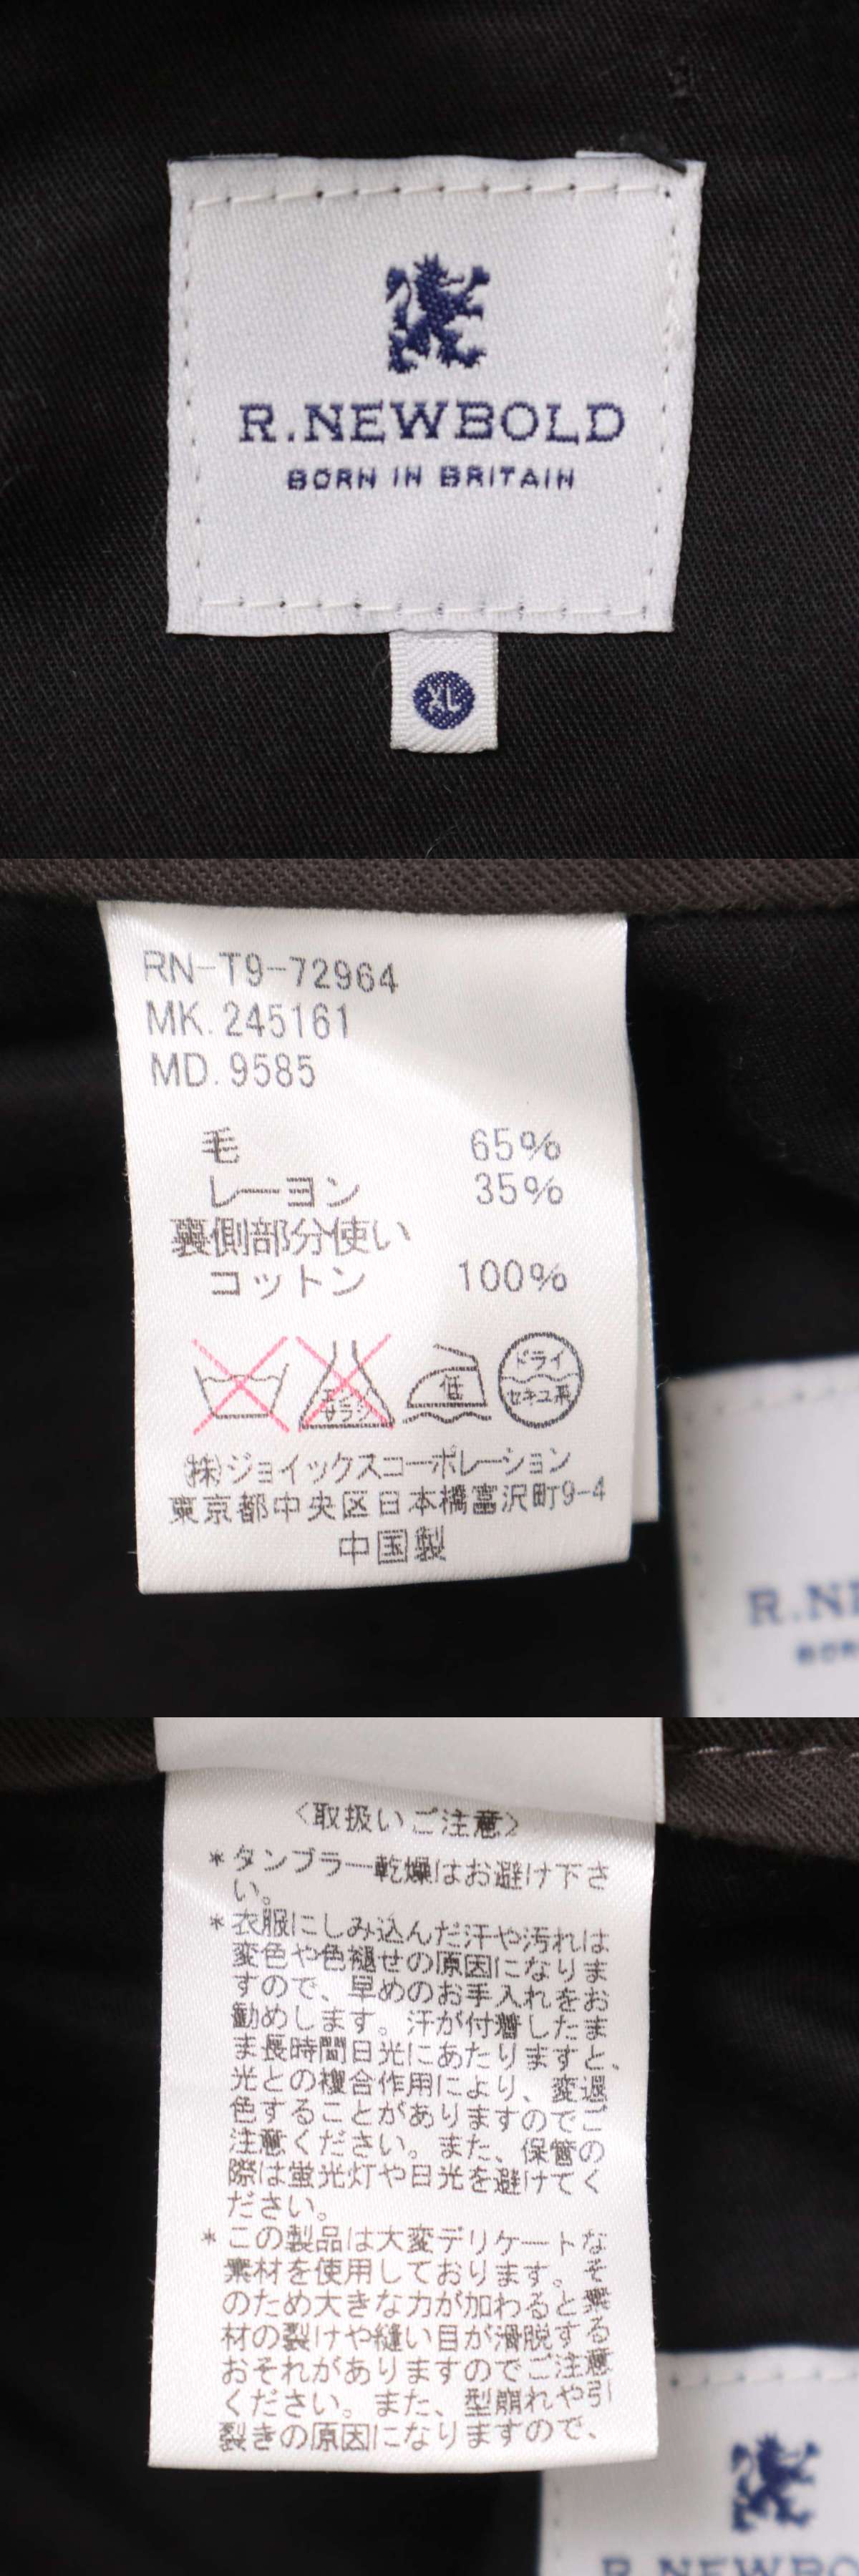 R.NEWBOLD
BORN IN BRITAIN
XL
RN-T9-72964
MK.245161
MD.9585
毛 65%
レーヨン 35%
裏側部分使い
コットン 100%
エンソ
サラシ
低
ドライ
セキユ系
(株)ジョイックスコーポレーション
東京都中央区日本橋富沢町9-4
中国製
R.NE
BOR
〈取扱いご注意〉
*タンブラー乾燥はお避け下さ
い。
*衣服にしみ込んだ汗や汚れは
変色や色褪せの原因になりま
すので、早めのお手入れをお
勧めします。汗が付着したま
ま長時間日光にあたりますと、
光との複合作用により、変退
色することがありますのでご
注意ください。また、保管の
際は蛍光灯や日光を避けてく
ださい。
*この製品は大変デリケートな
素材を使用しております。そ
のため大きな力が加わると素
材の裂けや縫い目が滑脱する
おそれがありますのでご注意
ください。また、型崩れや引
裂きの原因になりますので、
R.NEWBO